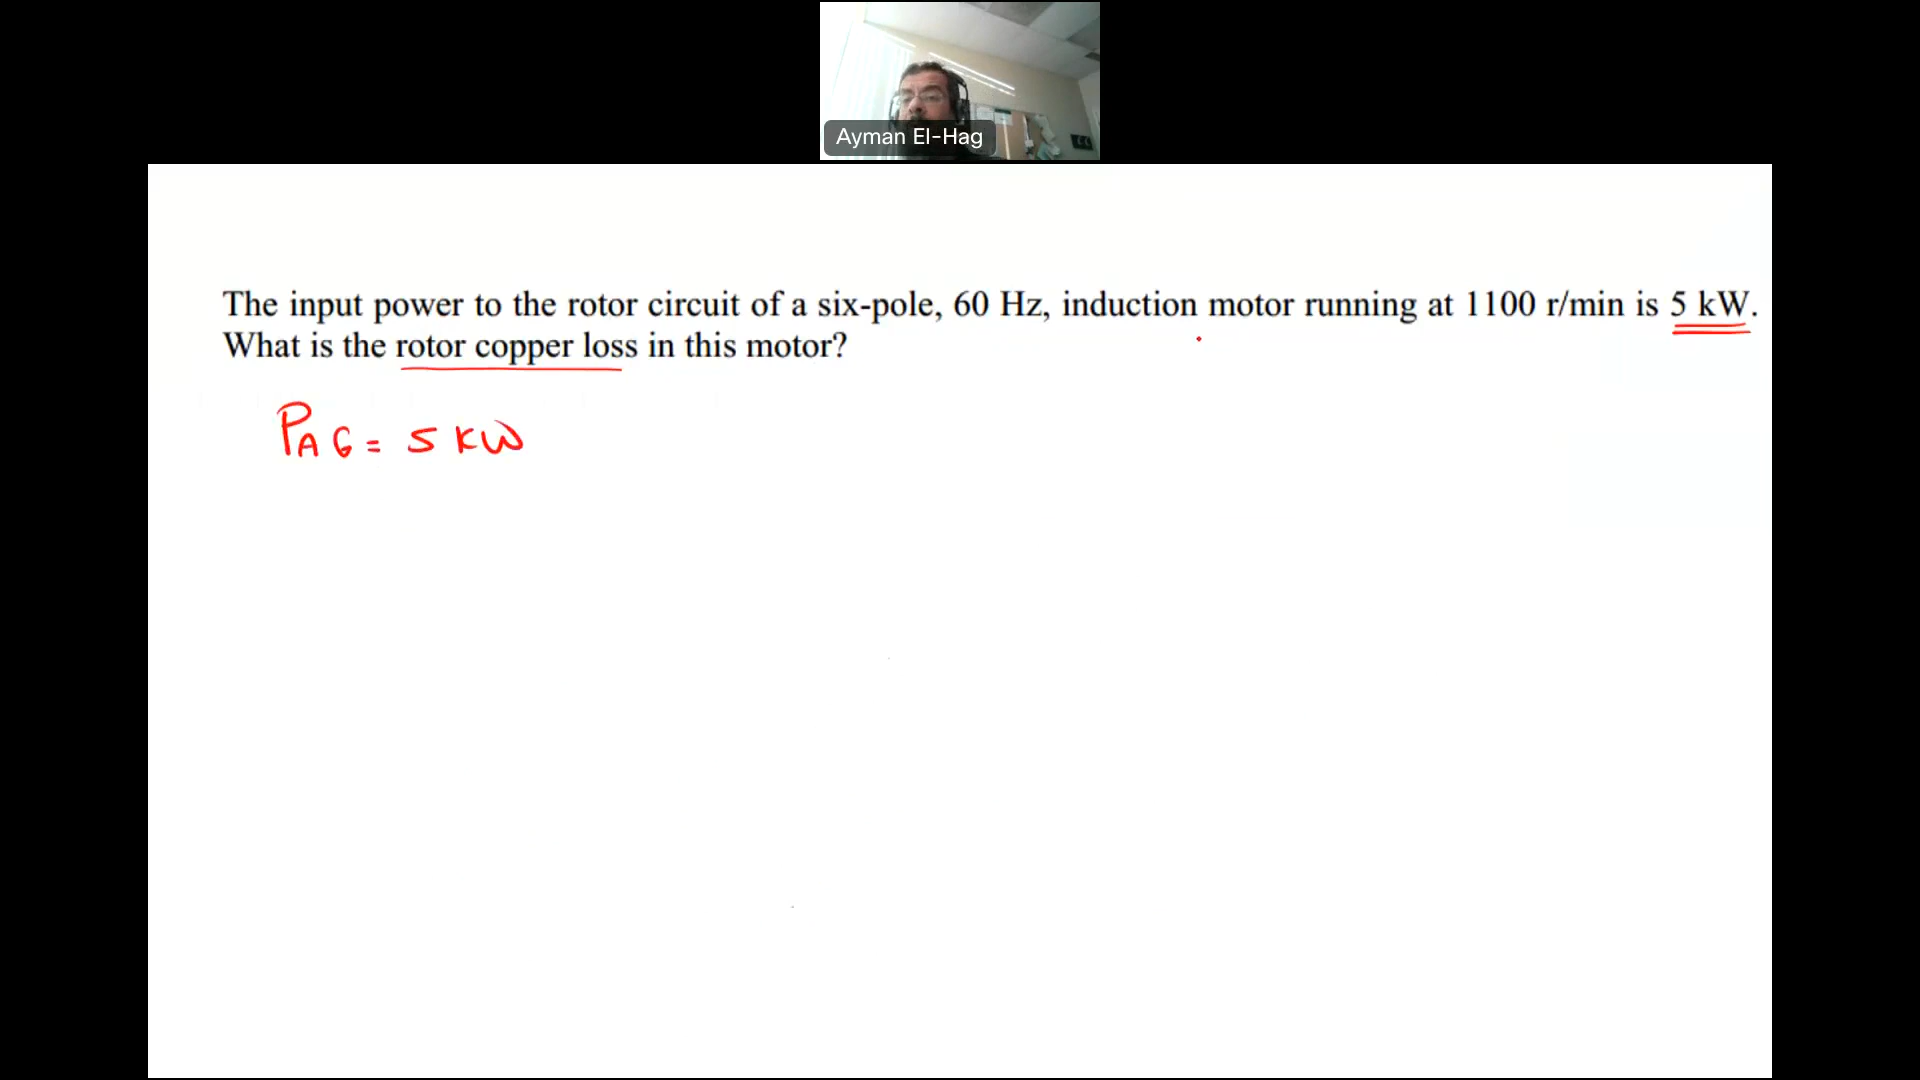 Ayman El-Hag
The input power to the rotor circuit of a six-pole, 60 Hz, induction motor running at 1100 r/min is 5 kW.
What is the rotor copper loss in this motor?
PAG = 5 KW